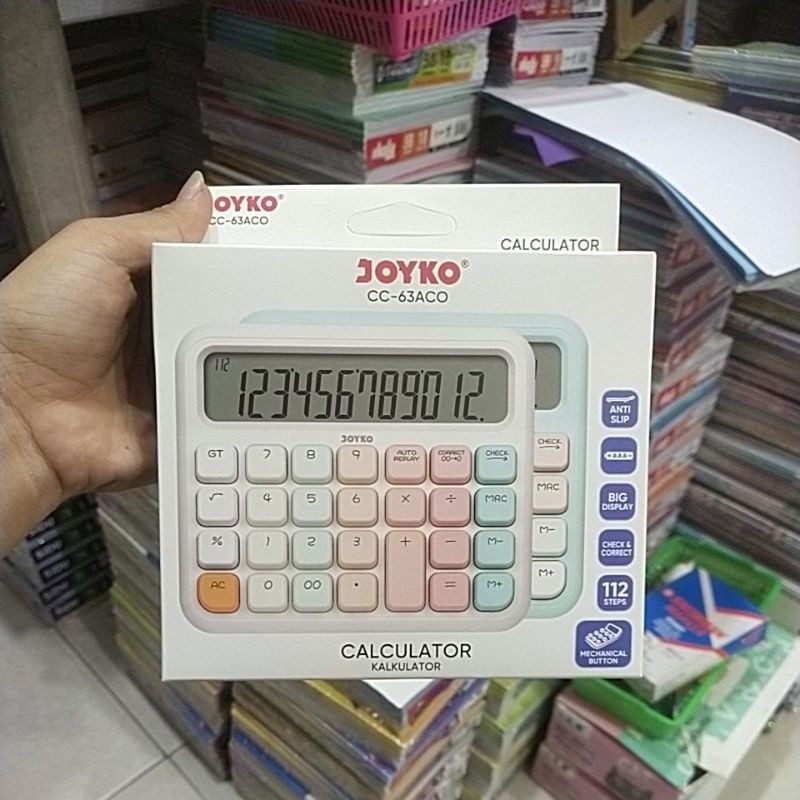 JOYKO®
CC-63ACO
CALCULATOR
JOYKO®
CC-63ACO
112
123456789012.
JOYKO
GT 7 8 9 AUTO REPLAY CORRECT 00→0 CHECK →
√ 4 5 6 × ÷ MRC
% 1 2 3 + − M−
AC 0 00 • = M+
CHECK →
MRC
M−
M+
ANTI
SLIP
AAA
BIG
DISPLAY
CHECK &
CORRECT
112
STEPS
MECHANICAL
BUTTON
CALCULATOR
KALKULATOR